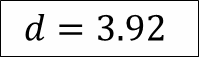 d = 3.92